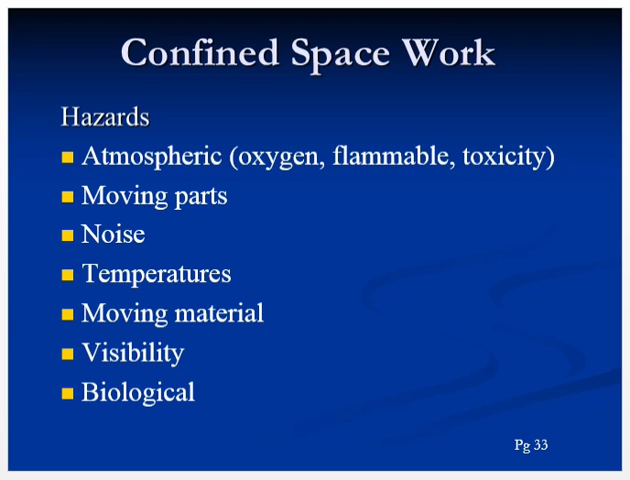 Confined Space Work
Hazards
Atmospheric (oxygen, flammable, toxicity)
Moving parts
Noise
Temperatures
Moving material
Visibility
Biological
Pg 33